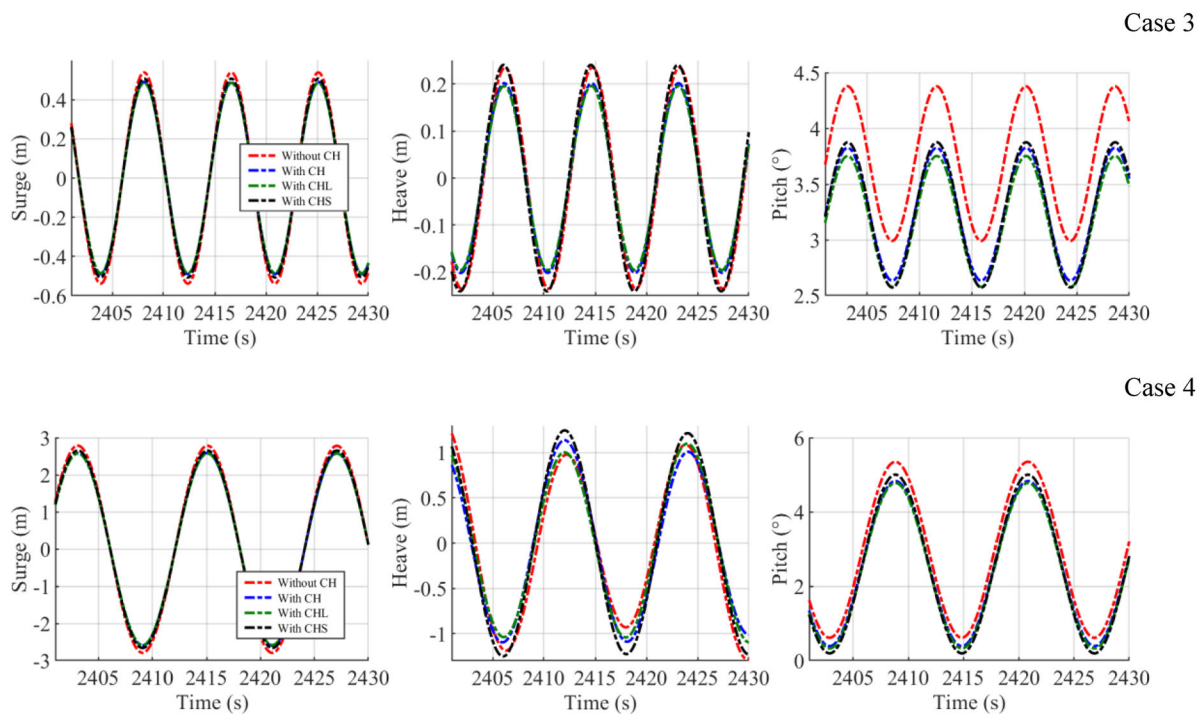 Case 3
Surge (m)
0.4
0.2
0
-0.2
-0.4
-0.6
2405 2410 2415 2420 2425 2430
Time (s)
Without CH
With CH
With CHL
With CHS
Heave (m)
0.2
0.1
0
-0.1
-0.2
2405 2410 2415 2420 2425 2430
Time (s)
Pitch (°)
4.5
4
3.5
3
2.5
2405 2410 2415 2420 2425 2430
Time (s)
Case 4
Surge (m)
3
2
1
0
-1
-2
-3
2405 2410 2415 2420 2425 2430
Time (s)
Without CH
With CH
With CHL
With CHS
Heave (m)
1
0.5
0
-0.5
-1
2405 2410 2415 2420 2425 2430
Time (s)
Pitch (°)
6
4
2
0
2405 2410 2415 2420 2425 2430
Time (s)